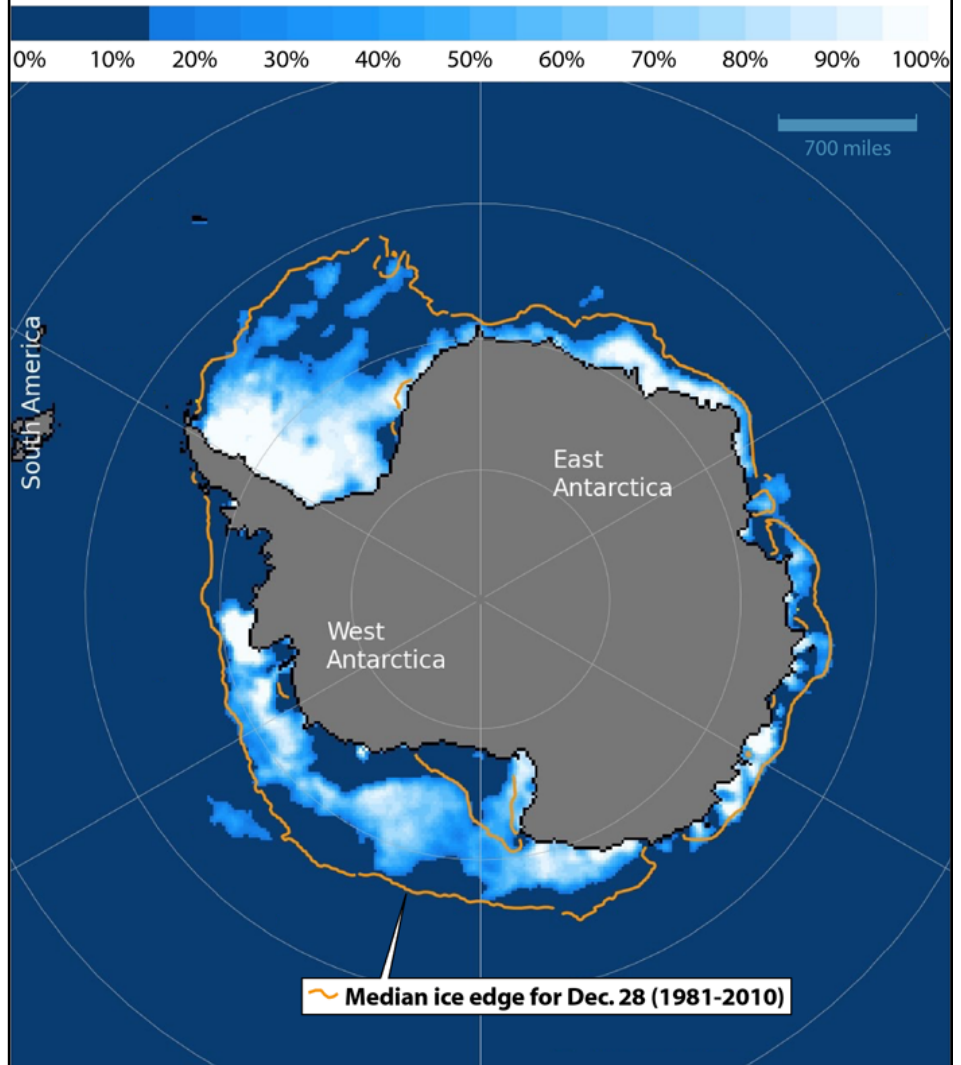 0% 10% 20% 30% 40% 50% 60% 70% 80% 90% 100%
700 miles
South America
East
Antarctica
West
Antarctica
Median ice edge for Dec. 28 (1981-2010)